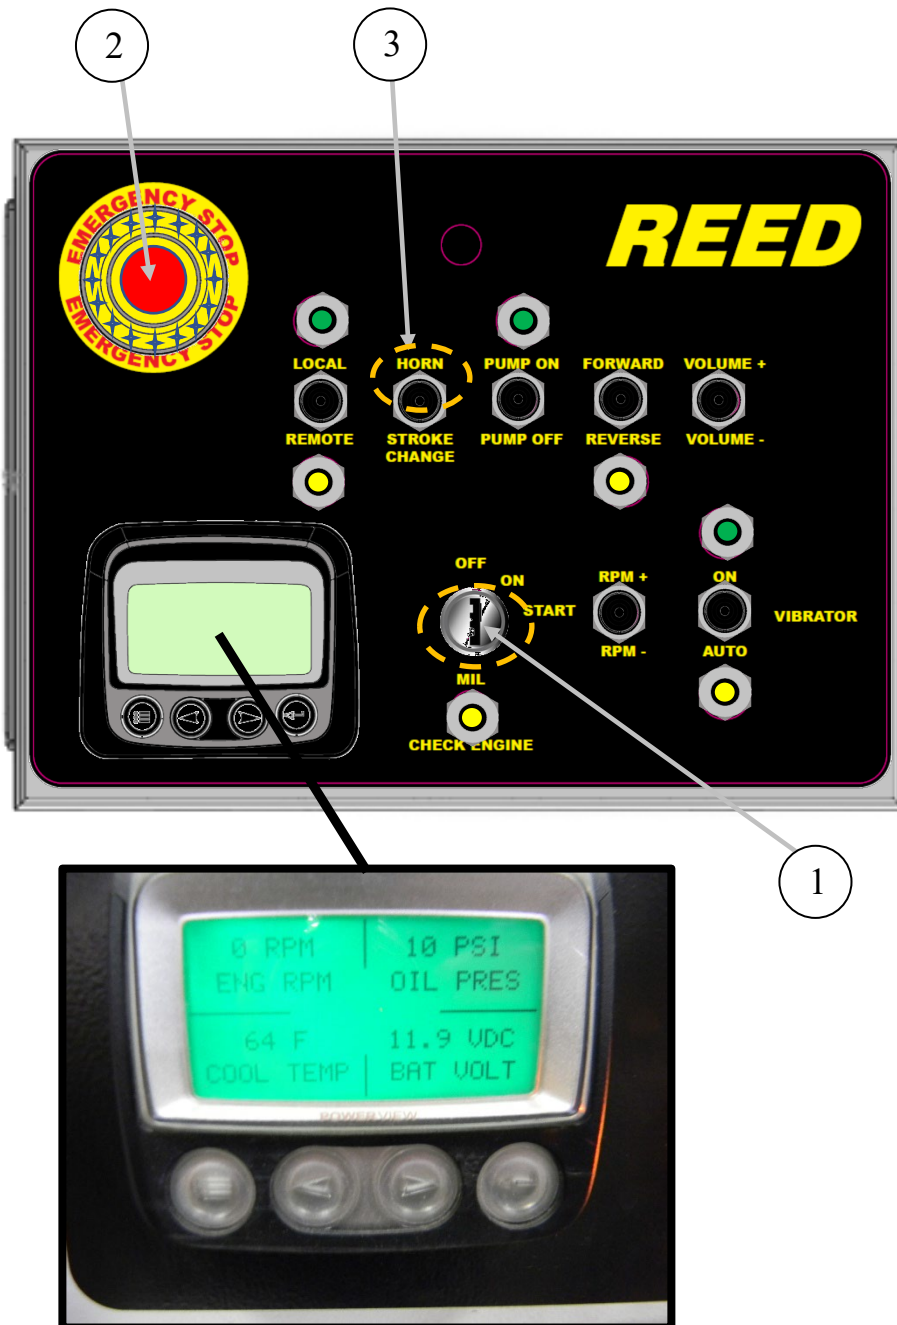 2
3
EMERGENCY STOP
EMERGENCY STOP
REED
LOCAL
HORN
PUMP ON
FORWARD
VOLUME +
REMOTE
STROKE
CHANGE
PUMP OFF
REVERSE
VOLUME -
OFF
ON
START
RPM +
ON
VIBRATOR
RPM -
AUTO
MIL
CHECK ENGINE
1
0 RPM
ENG RPM
10 PSI
OIL PRES
64 F
COOL TEMP
11.9 VDC
BAT VOLT
POWERVIEW